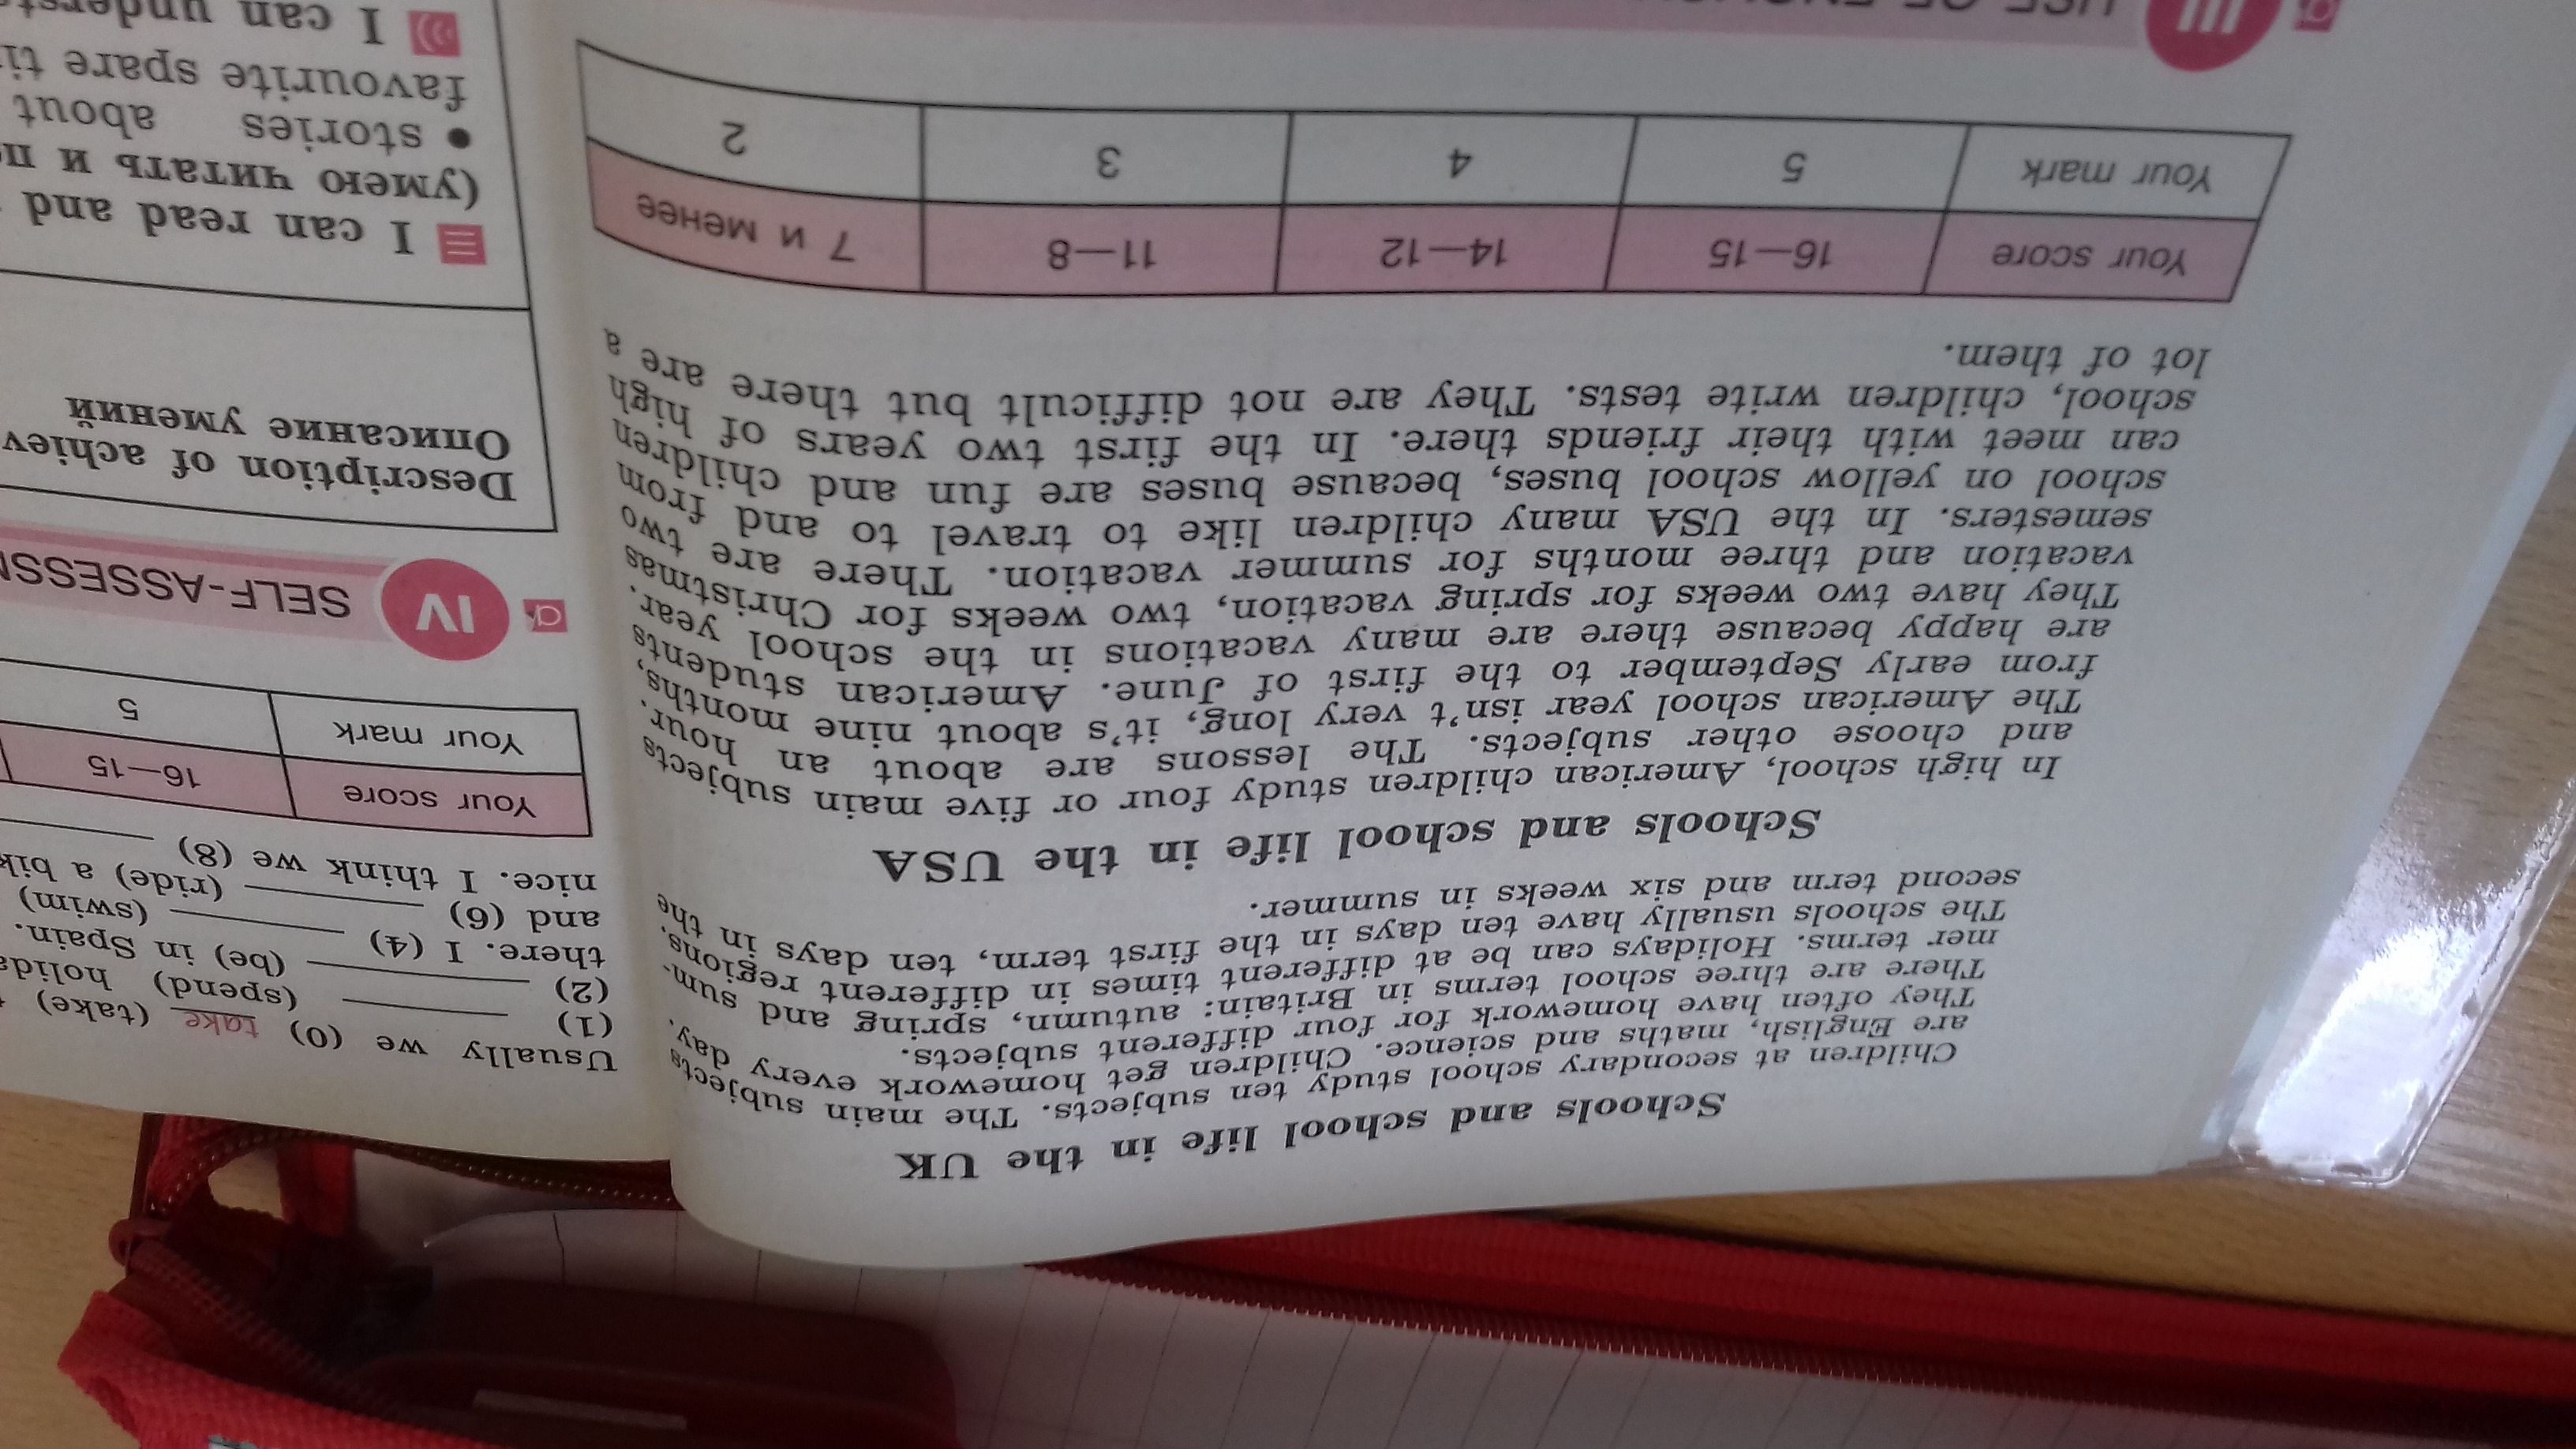 Schools and school life in the UK
Children at secondary school study ten subjects. The main subjects
are English, maths and science. Children get homework every day.
They often have homework for four different subjects.
There are three school terms in Britain: autumn, spring and sum-
mer terms. Holidays can be at different times in different regions.
The schools usually have ten days in the first term, ten days in the
second term and six weeks in summer.
Schools and school life in the USA
In high school, American children study four or five main subjects
and choose other subjects. The lessons are about an hour.
The American school year isn't very long, it's about nine months,
from early September to the first of June. American students
are happy because there are many vacations in the school year.
They have two weeks for spring vacation, two weeks for Christmas
vacation and three months for summer vacation. There are two
semesters. In the USA many children like to travel to and from
school on yellow school buses, because buses are fun and children
can meet with their friends there. In the first two years of high
school, children write tests. They are not difficult but there are a
lot of them.
Your score 16—15 14—12 11—8 7 и менее
Your mark 5 4 3 2
III USE OF
Usually we (0) take (take)
(1) (spend)
(2) (be) in Spain.
there. I (4) (swim)
and (6) (ride) a
nice. I think we (8)
Your score 16—15
Your mark 5
IV
Description of
Описание умений
I can read and
(умею читать и
• stories about
favourite spare
I can